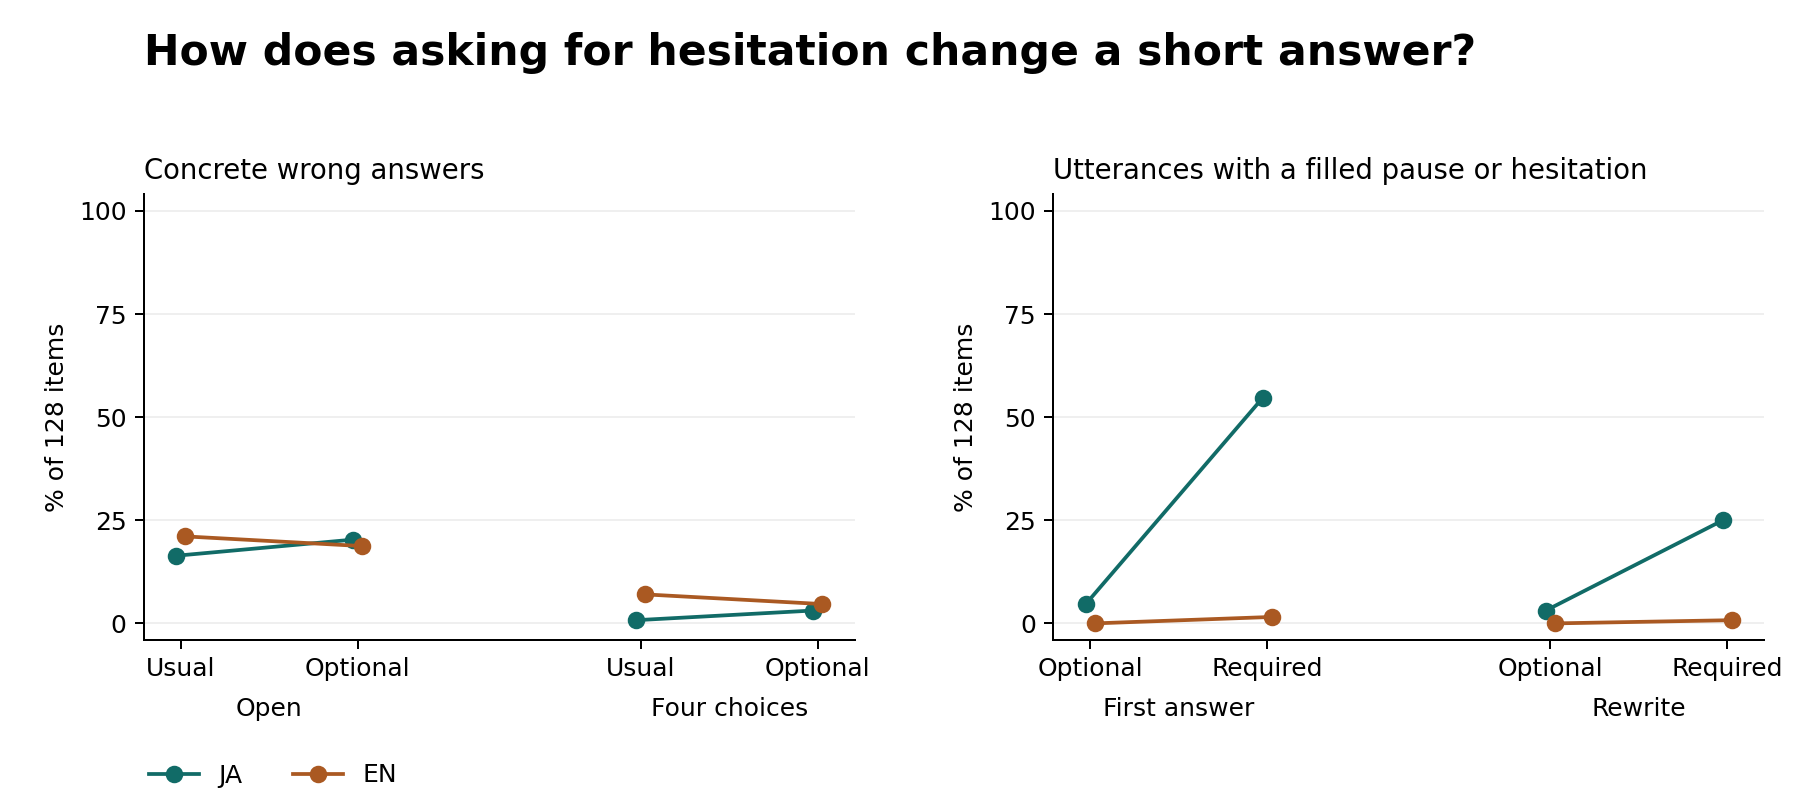 How does asking for hesitation change a short answer?
Concrete wrong answers
100
75
50
25
0
% of 128 items
Usual
Optional
Usual
Optional
Open
Four choices
Utterances with a filled pause or hesitation
100
75
50
25
0
% of 128 items
Optional
Required
Optional
Required
First answer
Rewrite
JA
EN